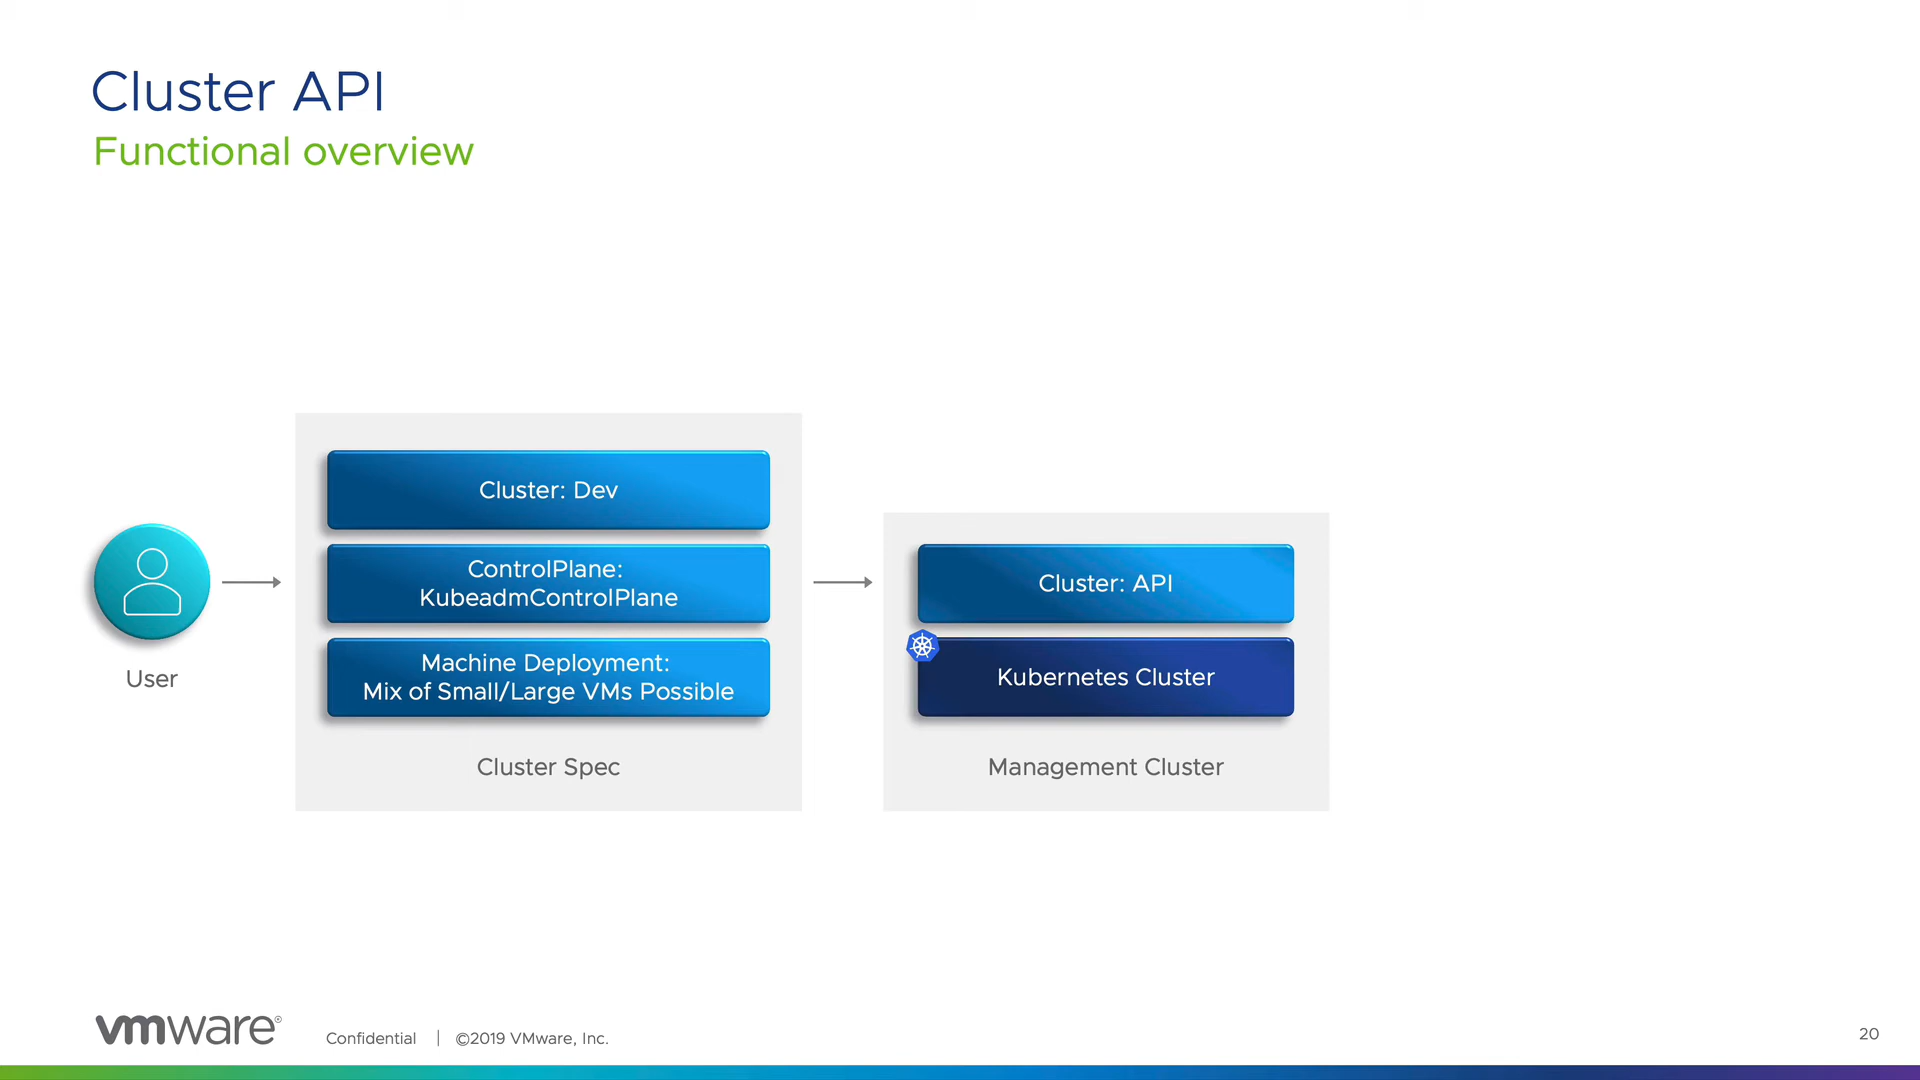 Cluster API
Functional overview
Cluster: Dev
ControlPlane:
KubeadmControlPlane
Machine Deployment:
Mix of Small/Large VMs Possible
Cluster Spec
User
Cluster: API
Kubernetes Cluster
Management Cluster
vmware®
Confidential | ©2019 VMware, Inc.
20